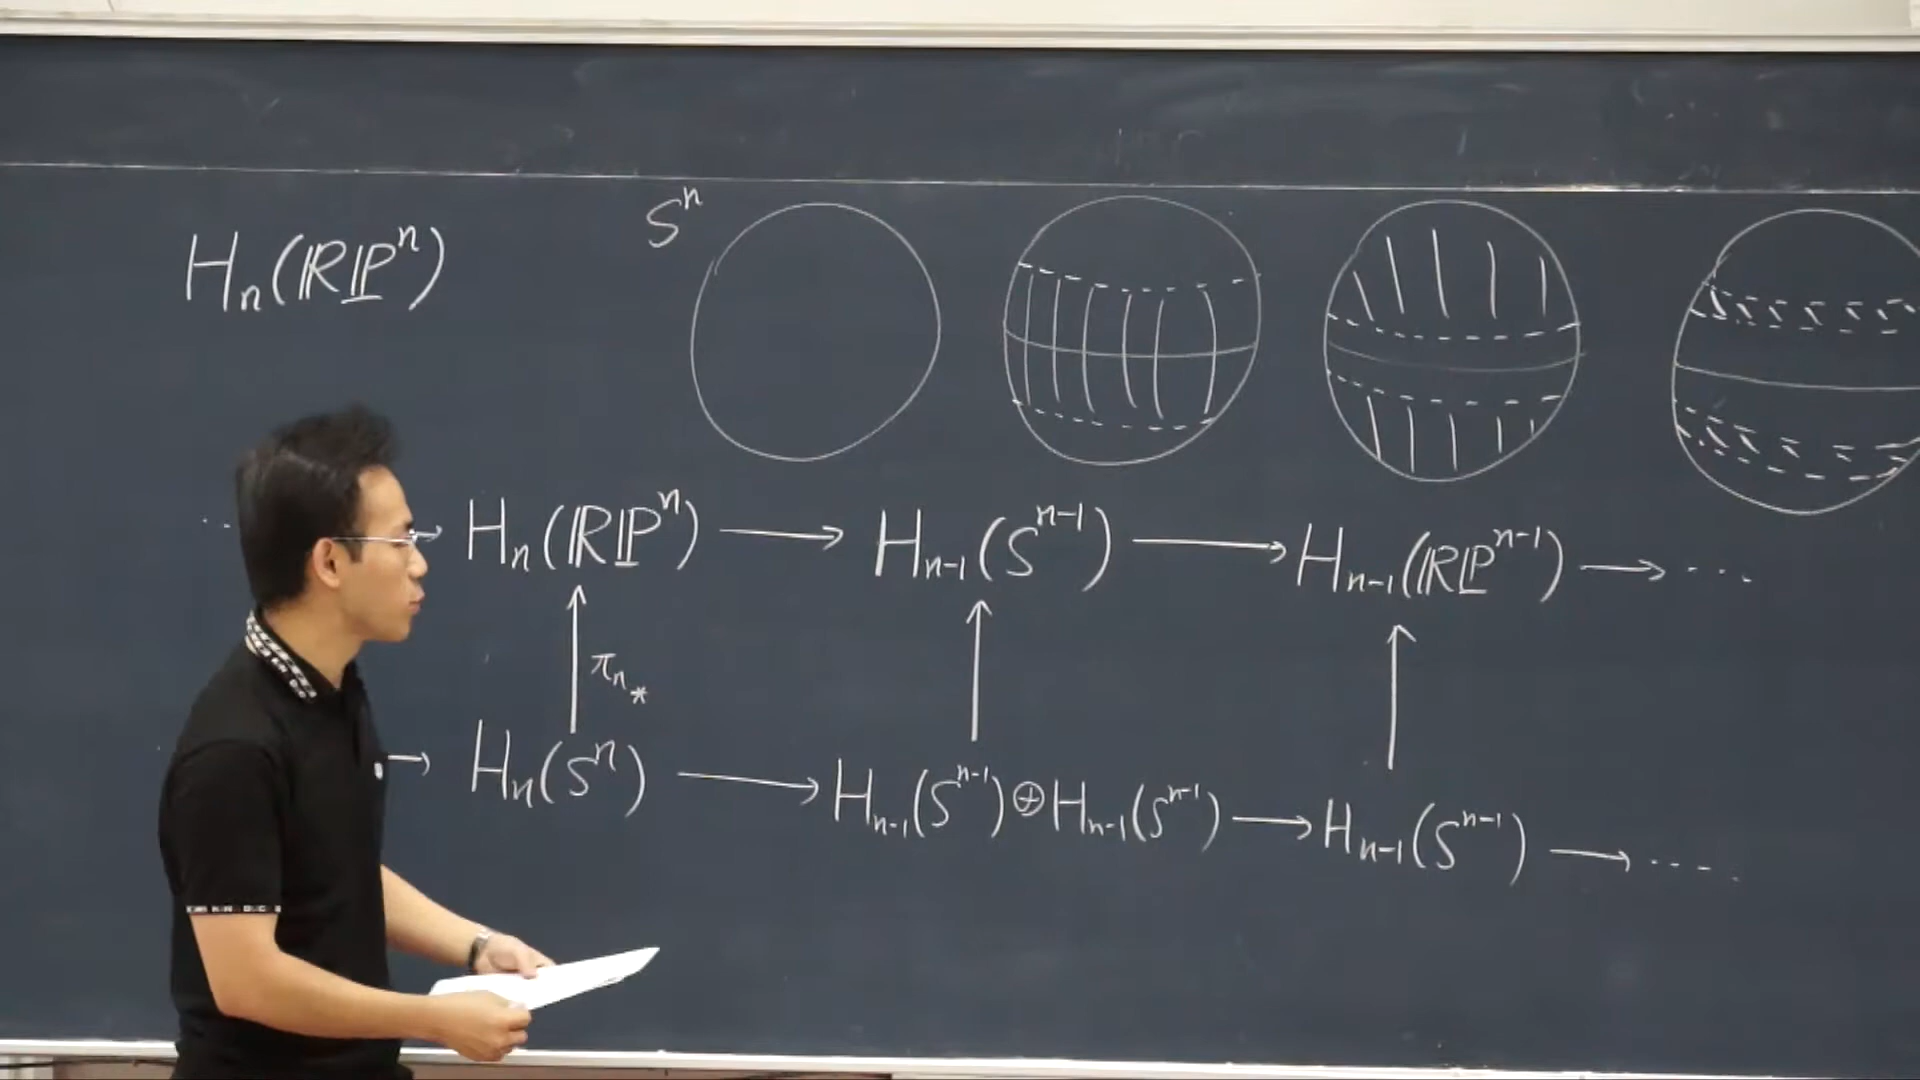 Sⁿ
Hₙ(ℝℙⁿ)
⋯ → Hₙ(ℝℙⁿ) → Hₙ₋₁(Sⁿ⁻¹) → Hₙ₋₁(ℝℙⁿ⁻¹) → ⋯
↑ πₙ⁎ ↑ ↑
→ Hₙ(Sⁿ) → Hₙ₋₁(Sⁿ⁻¹) ⊕ Hₙ₋₁(Sⁿ⁻¹) → Hₙ₋₁(Sⁿ⁻¹) → ⋯